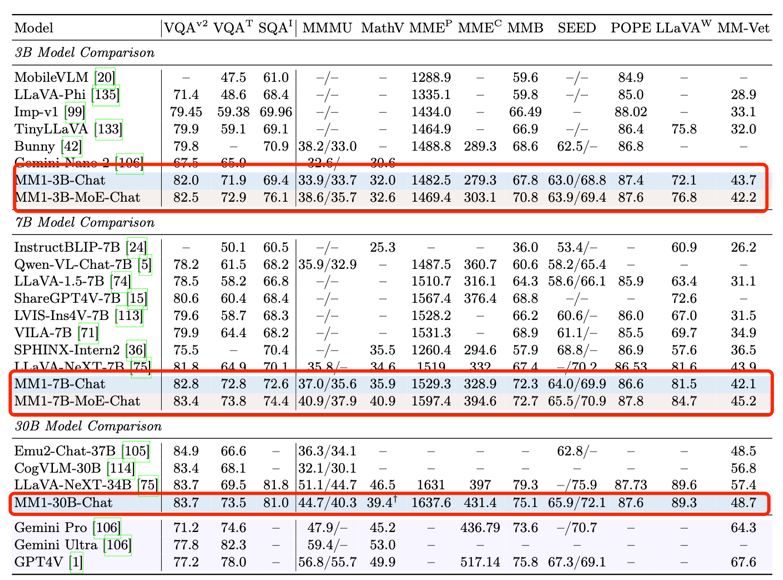 Model VQA^v2 VQA^T SQA^I MMMU MathV MME^P MME^C MMB SEED POPE LLaVA^W MM-Vet
3B Model Comparison
MobileVLM [20] – 47.5 61.0 –/– – 1288.9 – 59.6 –/– 84.9 – –
LLaVA-Phi [135] 71.4 48.6 68.4 –/– – 1335.1 – 59.8 –/– 85.0 – 28.9
Imp-v1 [99] 79.45 59.38 69.96 –/– – 1434.0 – 66.49 – 88.02 – 33.1
TinyLLaVA [133] 79.9 59.1 69.1 –/– – 1464.9 – 66.9 –/– 86.4 75.8 32.0
Bunny [42] 79.8 – 70.9 38.2/33.0 – 1488.8 289.3 68.6 62.5/– 86.8 – –
Gemini Nano-2 [106] 67.5 65.9 – 32.6/– 30.6 – – – – – – –
MM1-3B-Chat 82.0 71.9 69.4 33.9/33.7 32.0 1482.5 279.3 67.8 63.0/68.8 87.4 72.1 43.7
MM1-3B-MoE-Chat 82.5 72.9 76.1 38.6/35.7 32.6 1469.4 303.1 70.8 63.9/69.4 87.6 76.8 42.2
7B Model Comparison
InstructBLIP-7B [24] – 50.1 60.5 –/– 25.3 – – 36.0 53.4/– – 60.9 26.2
Qwen-VL-Chat-7B [5] 78.2 61.5 68.2 35.9/32.9 – 1487.5 360.7 60.6 58.2/65.4 – – –
LLaVA-1.5-7B [74] 78.5 58.2 66.8 –/– – 1510.7 316.1 64.3 58.6/66.1 85.9 63.4 31.1
ShareGPT4V-7B [15] 80.6 60.4 68.4 –/– – 1567.4 376.4 68.8 –/– – 72.6 –
LVIS-Ins4V-7B [113] 79.6 58.7 68.3 –/– – 1528.2 – 66.2 60.6/– 86.0 67.0 31.5
VILA-7B [71] 79.9 64.4 68.2 –/– – 1531.3 – 68.9 61.1/– 85.5 69.7 34.9
SPHINX-Intern2 [36] 75.5 – 70.4 –/– 35.5 1260.4 294.6 57.9 68.8/– 86.9 57.6 36.5
LLaVA-NeXT-7B [75] 81.8 64.9 70.1 35.8/– 34.6 1519 332 67.4 –/70.2 86.53 81.6 43.9
MM1-7B-Chat 82.8 72.8 72.6 37.0/35.6 35.9 1529.3 328.9 72.3 64.0/69.9 86.6 81.5 42.1
MM1-7B-MoE-Chat 83.4 73.8 74.4 40.9/37.9 40.9 1597.4 394.6 72.7 65.5/70.9 87.8 84.7 45.2
30B Model Comparison
Emu2-Chat-37B [105] 84.9 66.6 – 36.3/34.1 – – – – 62.8/– – – 48.5
CogVLM-30B [114] 83.4 68.1 – 32.1/30.1 – – – – – – – 56.8
LLaVA-NeXT-34B [75] 83.7 69.5 81.8 51.1/44.7 46.5 1631 397 79.3 –/75.9 87.73 89.6 57.4
MM1-30B-Chat 83.7 73.5 81.0 44.7/40.3 39.4† 1637.6 431.4 75.1 65.9/72.1 87.6 89.3 48.7
Gemini Pro [106] 71.2 74.6 – 47.9/– 45.2 – 436.79 73.6 –/70.7 – – 64.3
Gemini Ultra [106] 77.8 82.3 – 59.4/– 53.0 – – – – – – –
GPT4V [1] 77.2 78.0 – 56.8/55.7 49.9 – 517.14 75.8 67.3/69.1 – – 67.6